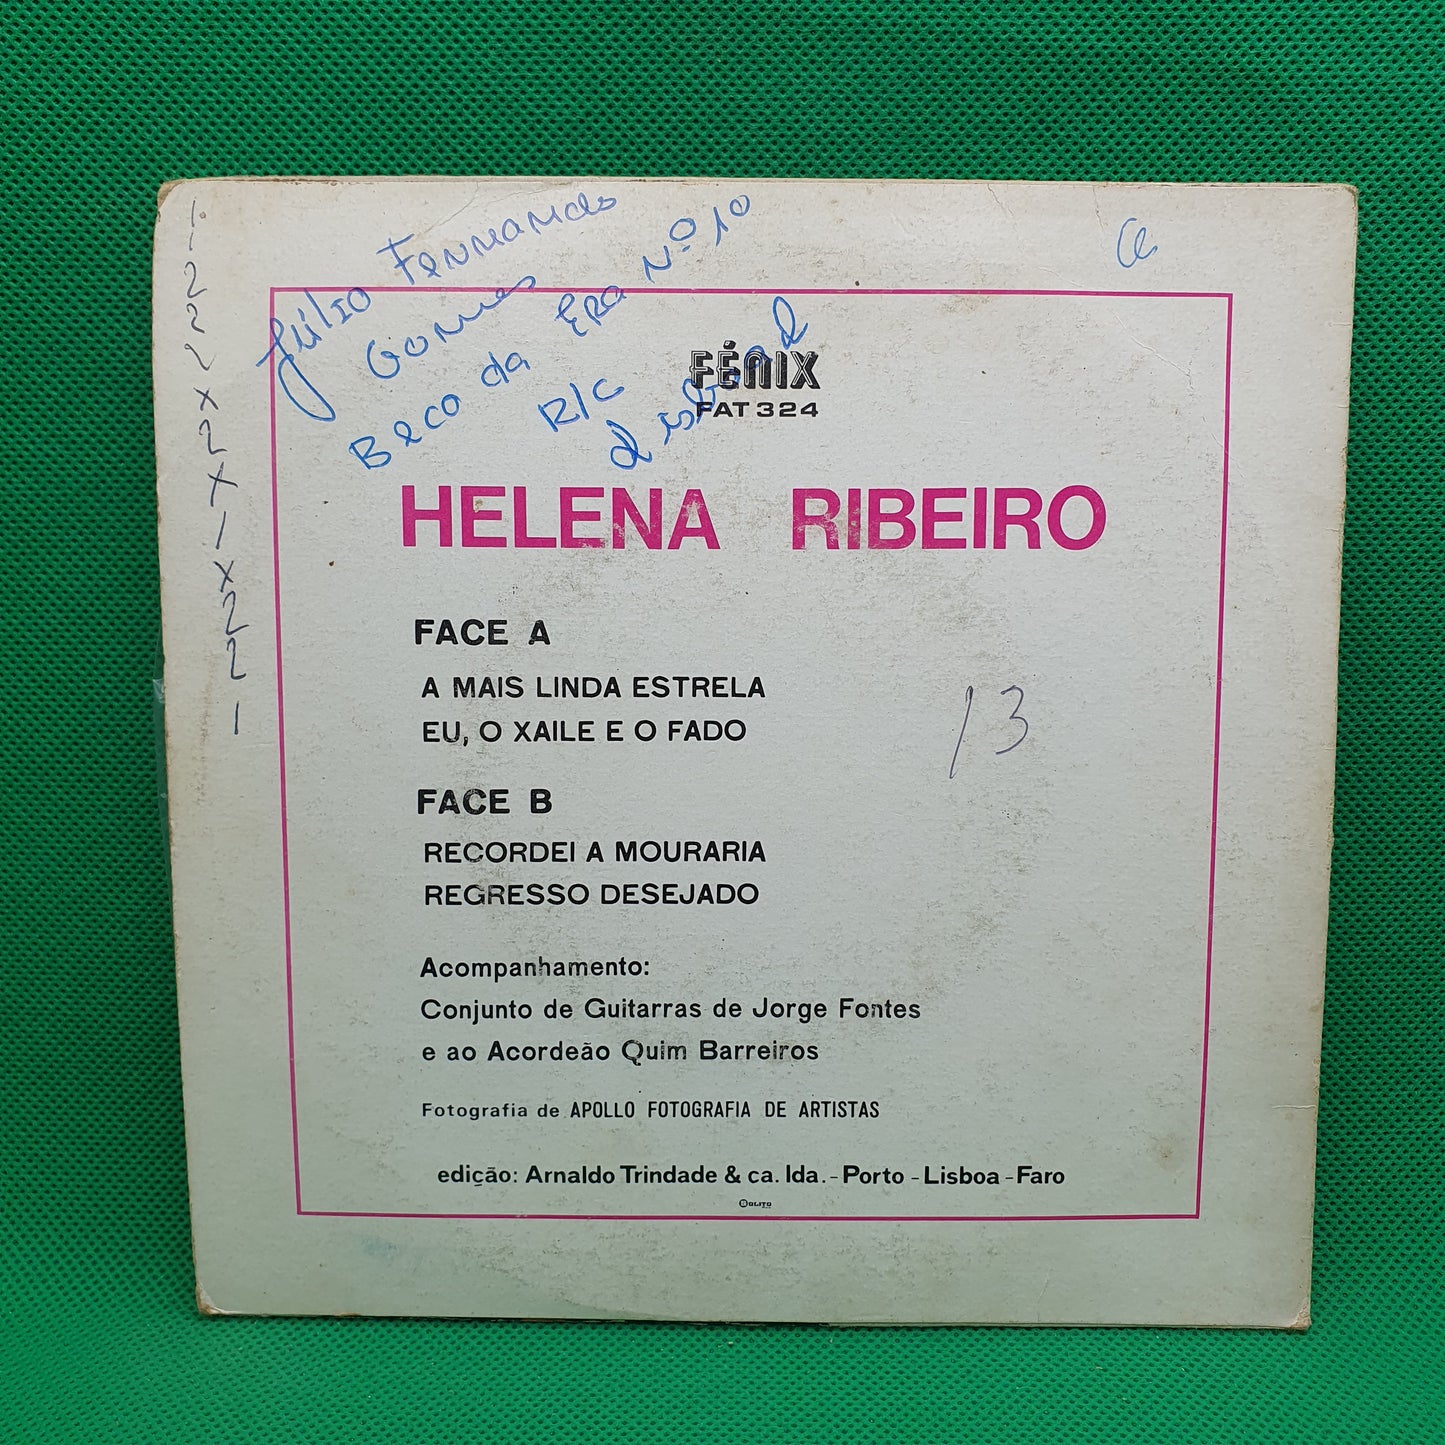 Júlio Fernando
Gomes
Beco da Era Nº 10
R/C
Lisboa
FÉNIX
FAT 324
HELENA RIBEIRO
FACE A
A MAIS LINDA ESTRELA
EU, O XAILE E O FADO
13
FACE B
RECORDEI A MOURARIA
REGRESSO DESEJADO
Acompanhamento:
Conjunto de Guitarras de Jorge Fontes
e ao Acordeão Quim Barreiros
Fotografia de APOLLO FOTOGRAFIA DE ARTISTAS
edição: Arnaldo Trindade & ca. lda. - Porto - Lisboa - Faro